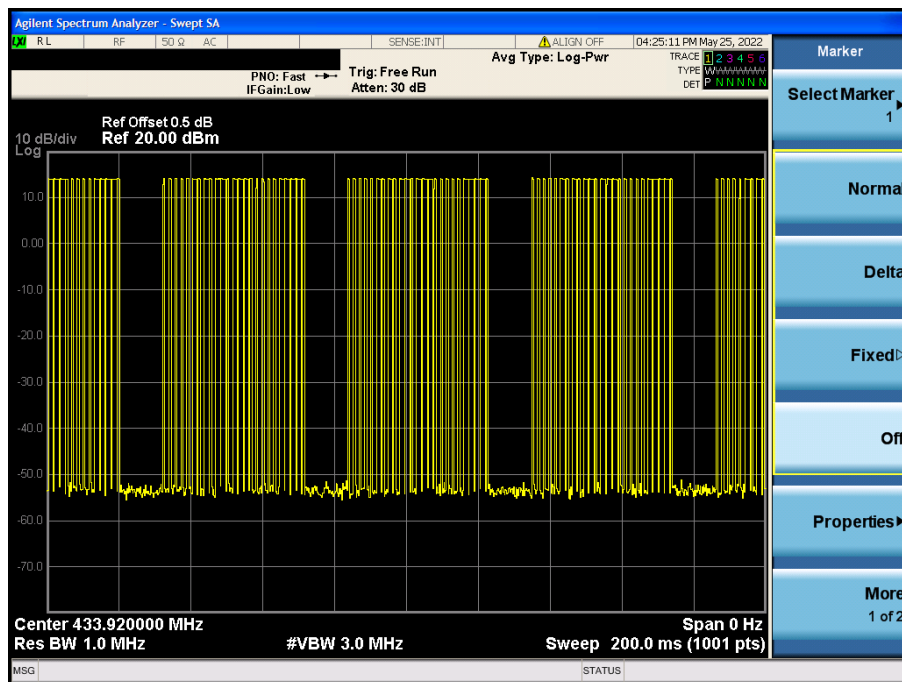 Agilent Spectrum Analyzer - Swept SA
LXI RL RF 50 Ω AC SENSE:INT ALIGN OFF 04:25:11 PM May 25, 2022
Marker
Avg Type: Log-Pwr TRACE 1 2 3 4 5 6
PNO: Fast Trig: Free Run TYPE W
IFGain:Low Atten: 30 dB DET P N N N N N
Select Marker
1
Ref Offset 0.5 dB
10 dB/div Ref 20.00 dBm
Log
10.0
Normal
0.00
Delta
-10.0
-20.0
Fixed
-30.0
-40.0
Off
-50.0
-60.0
Properties
-70.0
More
1 of 2
Center 433.920000 MHz Span 0 Hz
Res BW 1.0 MHz #VBW 3.0 MHz Sweep 200.0 ms (1001 pts)
MSG STATUS